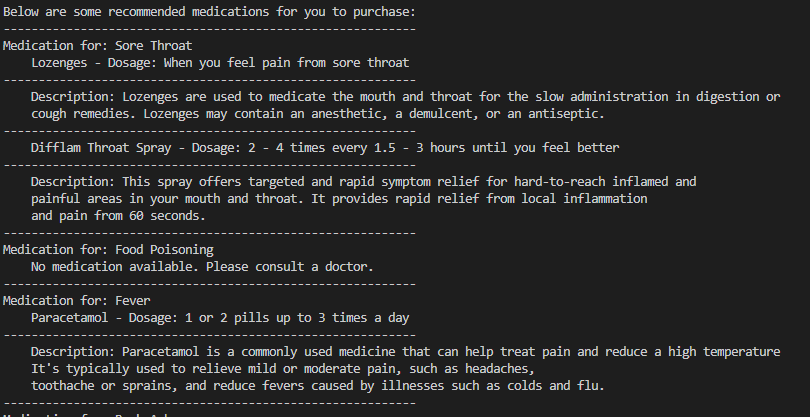 Below are some recommended medications for you to purchase:
-----------------------------------------------------------
Medication for: Sore Throat
Lozenges - Dosage: When you feel pain from sore throat
-----------------------------------------------------------
Description: Lozenges are used to medicate the mouth and throat for the slow administration in digestion or
cough remedies. Lozenges may contain an anesthetic, a demulcent, or an antiseptic.
-----------------------------------------------------------
Difflam Throat Spray - Dosage: 2 - 4 times every 1.5 - 3 hours until you feel better
-----------------------------------------------------------
Description: This spray offers targeted and rapid symptom relief for hard-to-reach inflamed and
painful areas in your mouth and throat. It provides rapid relief from local inflammation
and pain from 60 seconds.
-----------------------------------------------------------
Medication for: Food Poisoning
No medication available. Please consult a doctor.
-----------------------------------------------------------
Medication for: Fever
Paracetamol - Dosage: 1 or 2 pills up to 3 times a day
-----------------------------------------------------------
Description: Paracetamol is a commonly used medicine that can help treat pain and reduce a high temperature
It's typically used to relieve mild or moderate pain, such as headaches,
toothache or sprains, and reduce fevers caused by illnesses such as colds and flu.
-----------------------------------------------------------